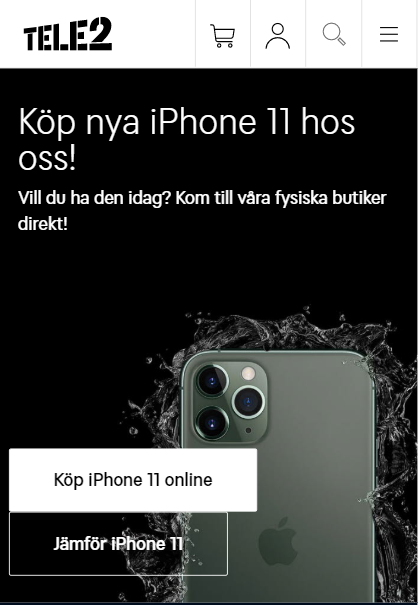 TELE2
Köp nya iPhone 11 hos
oss!
Vill du ha den idag? Kom till våra fysiska butiker
direkt!
Köp iPhone 11 online
Jämför iPhone 11